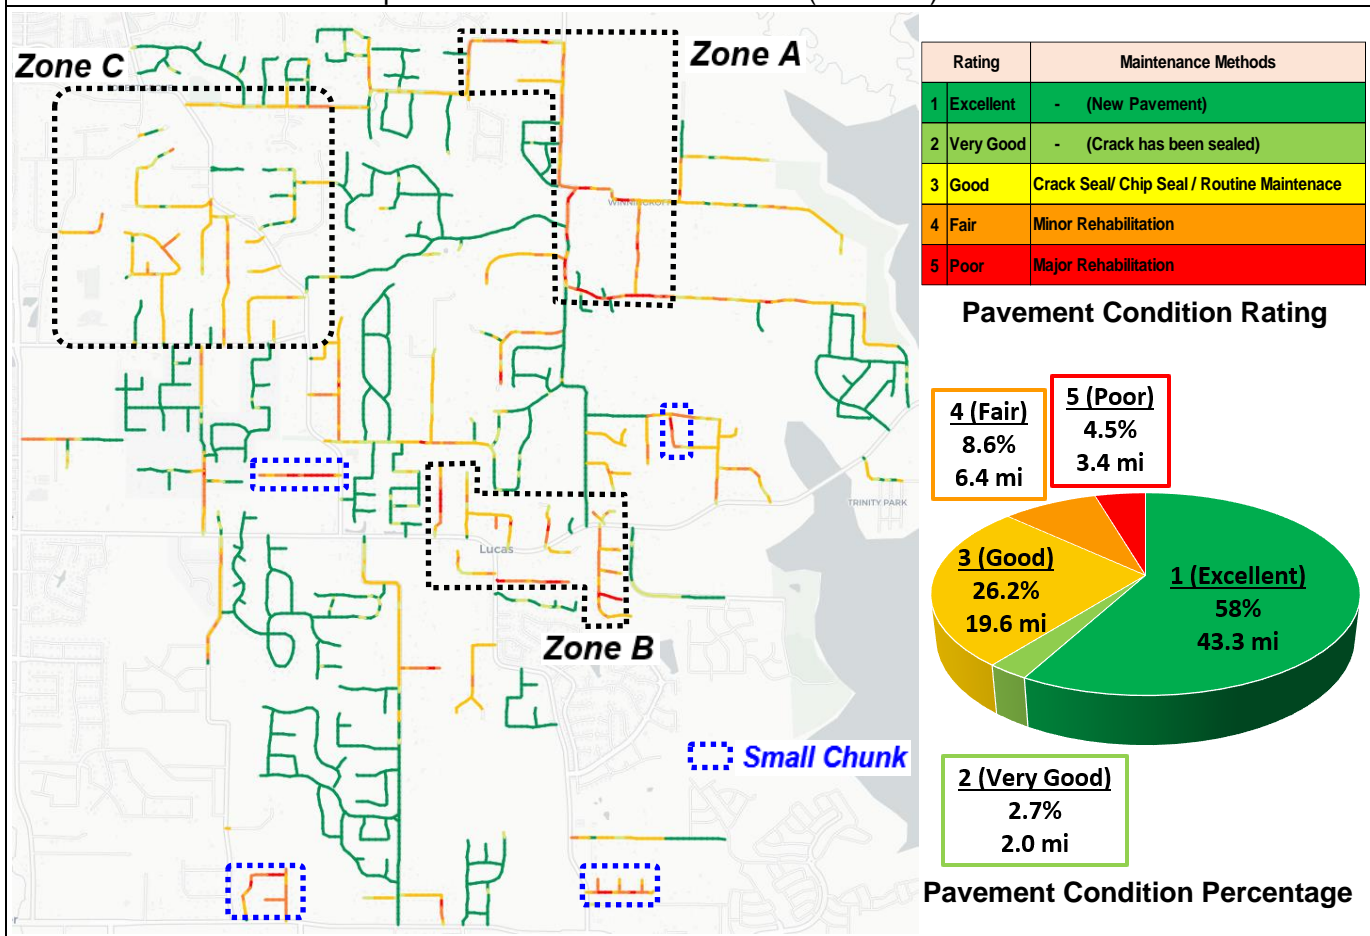 Zone C
Zone A
WINNINGKOFF
Lucas
TRINITY PARK
Zone B
Small Chunk
Rating Maintenance Methods
1 Excellent - (New Pavement)
2 Very Good - (Crack has been sealed)
3 Good Crack Seal/ Chip Seal / Routine Maintenace
4 Fair Minor Rehabilitation
5 Poor Major Rehabilitation
Pavement Condition Rating
4 (Fair)
8.6%
6.4 mi
5 (Poor)
4.5%
3.4 mi
3 (Good)
26.2%
19.6 mi
1 (Excellent)
58%
43.3 mi
2 (Very Good)
2.7%
2.0 mi
Pavement Condition Percentage